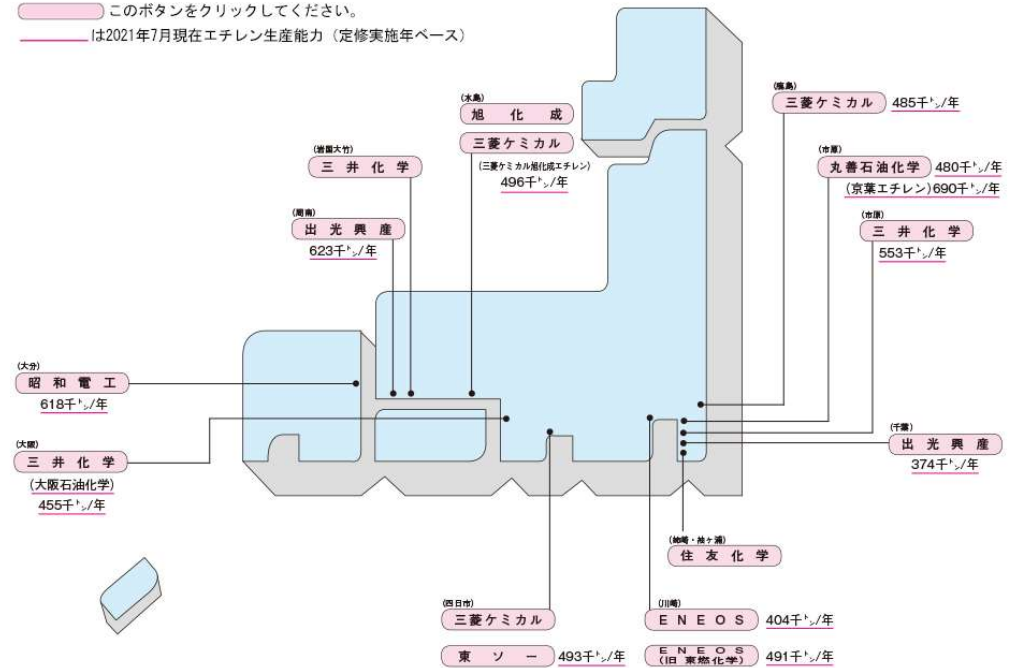 このボタンをクリックしてください。
は2021年7月現在エチレン生産能力（定修実施年ベース）
(水島)
旭化成
三菱ケミカル
(三菱ケミカル旭化成エチレン)
496千㌧/年
(岩国大竹)
三井化学
(周南)
出光興産
623千㌧/年
(鹿島)
三菱ケミカル 485千㌧/年
(市原)
丸善石油化学 480千㌧/年
(京葉エチレン)690千㌧/年
(市原)
三井化学
553千㌧/年
(大分)
昭和電工
618千㌧/年
(大阪)
三井化学
(大阪石油化学)
455千㌧/年
(千葉)
出光興産
374千㌧/年
(姉崎・袖ヶ浦)
住友化学
(四日市)
三菱ケミカル
東ソー 493千㌧/年
(川崎)
ENEOS 404千㌧/年
ENEOS
(旧 東燃化学) 491千㌧/年